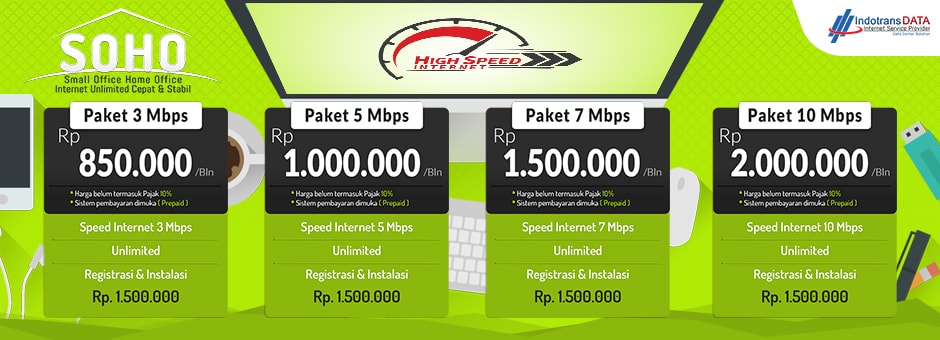 SOHO
Small Office Home Office
Internet Unlimited Cepat & Stabil
HIGH SPEED
INTERNET
Indotrans DATA
Internet Service Provider
Data Center Solution
Paket 3 Mbps
Rp
850.000 /Bln
* Harga belum termasuk Pajak 10%
* Sistem pembayaran dimuka ( Prepaid )
Speed Internet 3 Mbps
Unlimited
Registrasi & Instalasi
Rp. 1.500.000
Paket 5 Mbps
Rp
1.000.000 /Bln
* Harga belum termasuk Pajak 10%
* Sistem pembayaran dimuka ( Prepaid )
Speed Internet 5 Mbps
Unlimited
Registrasi & Instalasi
Rp. 1.500.000
Paket 7 Mbps
Rp
1.500.000 /Bln
* Harga belum termasuk Pajak 10%
* Sistem pembayaran dimuka ( Prepaid )
Speed Internet 7 Mbps
Unlimited
Registrasi & Instalasi
Rp. 1.500.000
Paket 10 Mbps
Rp
2.000.000 /Bln
* Harga belum termasuk Pajak 10%
* Sistem pembayaran dimuka ( Prepaid )
Speed Internet 10 Mbps
Unlimited
Registrasi & Instalasi
Rp. 1.500.000